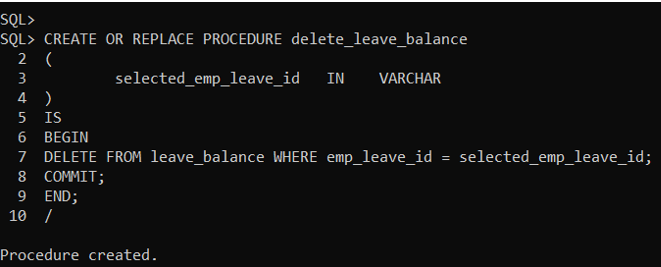 SQL>
SQL> CREATE OR REPLACE PROCEDURE delete_leave_balance
  2  (
  3          selected_emp_leave_id   IN    VARCHAR
  4  )
  5  IS
  6  BEGIN
  7  DELETE FROM leave_balance WHERE emp_leave_id = selected_emp_leave_id;
  8  COMMIT;
  9  END;
 10  /
Procedure created.